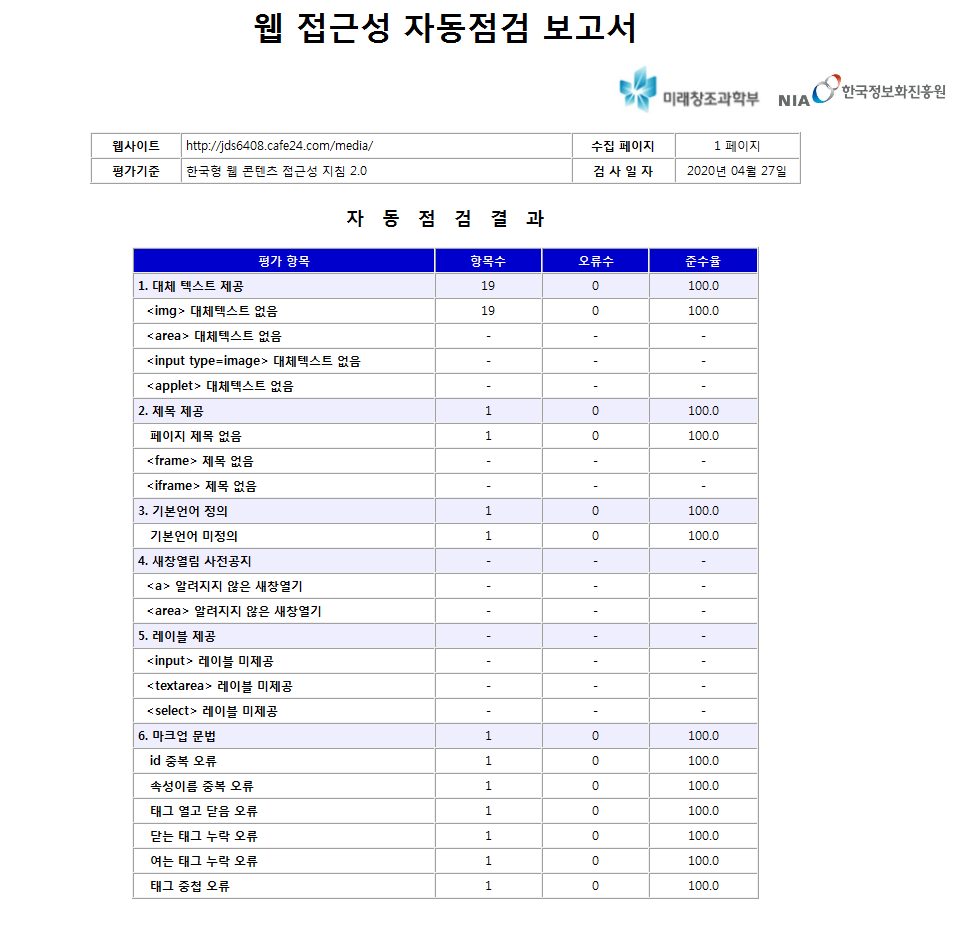 웹 접근성 자동점검 보고서
미래창조과학부 NIA 한국정보화진흥원
웹사이트 http://jds6408.cafe24.com/media/ 수집 페이지 1 페이지
평가기준 한국형 웹 콘텐츠 접근성 지침 2.0 검 사 일 자 2020년 04월 27일
자 동 점 검 결 과
평가 항목 항목수 오류수 준수율
1. 대체 텍스트 제공 19 0 100.0
<img> 대체텍스트 없음 19 0 100.0
<area> 대체텍스트 없음 - - -
<input type=image> 대체텍스트 없음 - - -
<applet> 대체텍스트 없음 - - -
2. 제목 제공 1 0 100.0
페이지 제목 없음 1 0 100.0
<frame> 제목 없음 - - -
<iframe> 제목 없음 - - -
3. 기본언어 정의 1 0 100.0
기본언어 미정의 1 0 100.0
4. 새창열림 사전공지 - - -
<a> 알려지지 않은 새창열기 - - -
<area> 알려지지 않은 새창열기 - - -
5. 레이블 제공 - - -
<input> 레이블 미제공 - - -
<textarea> 레이블 미제공 - - -
<select> 레이블 미제공 - - -
6. 마크업 문법 1 0 100.0
id 중복 오류 1 0 100.0
속성이름 중복 오류 1 0 100.0
태그 열고 닫음 오류 1 0 100.0
닫는 태그 누락 오류 1 0 100.0
여는 태그 누락 오류 1 0 100.0
태그 중첩 오류 1 0 100.0